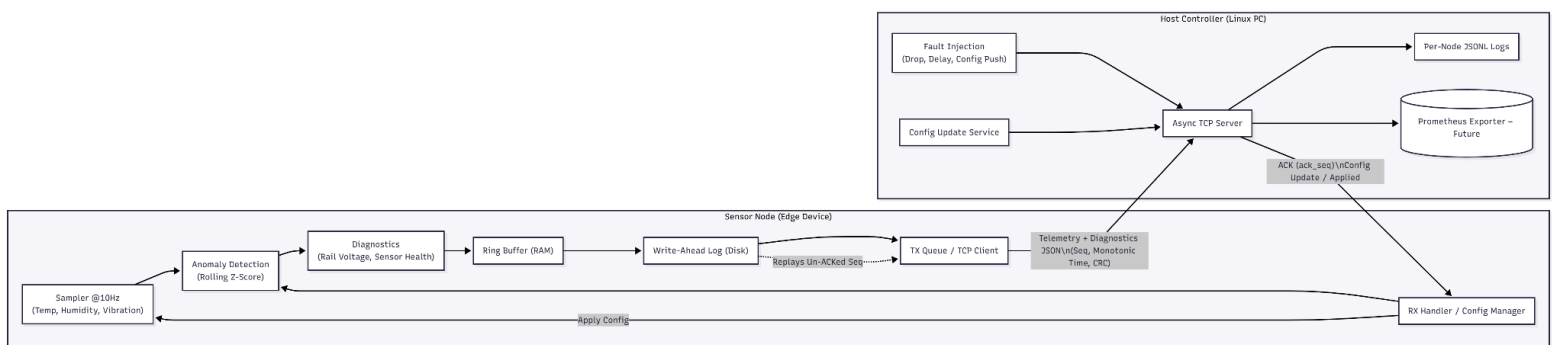 Host Controller (Linux PC)
Fault Injection
(Drop, Delay, Config Push)
Per-Node JSONL Logs
Config Update Service
Async TCP Server
Prometheus Exporter –
Future
ACK (ack_seq)\nConfig
Update / Applied
Sensor Node (Edge Device)
Sampler @10Hz
(Temp, Humidity, Vibration)
Anomaly Detection
(Rolling Z-Score)
Diagnostics
(Rail Voltage, Sensor Health)
Ring Buffer (RAM)
Write-Ahead Log (Disk)
Replays Un-ACKed Seq
TX Queue / TCP Client
Telemetry + Diagnostics
JSON\n(Seq, Monotonic
Time, CRC)
RX Handler / Config Manager
Apply Config